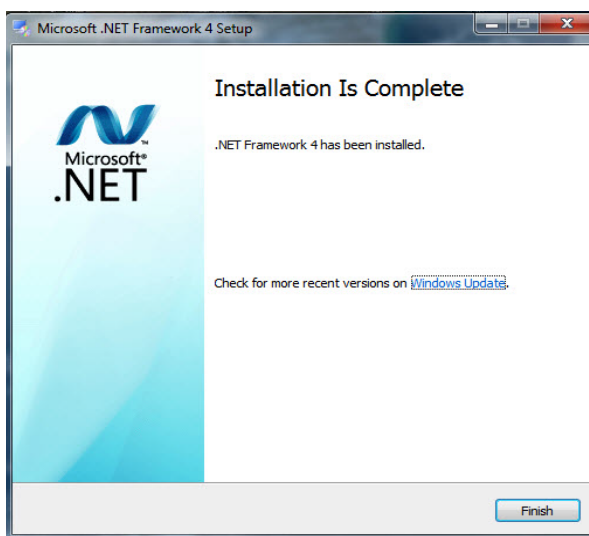 Microsoft .NET Framework 4 Setup
Installation Is Complete
.NET Framework 4 has been installed.
Microsoft®
.NET™
Check for more recent versions on Windows Update.
Finish